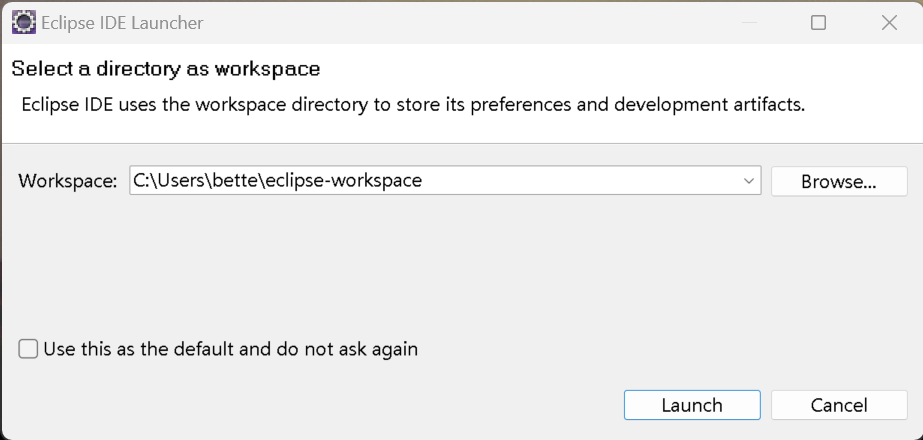 Eclipse IDE Launcher
Select a directory as workspace
Eclipse IDE uses the workspace directory to store its preferences and development artifacts.
Workspace: C:\Users\bette\eclipse-workspace Browse...
Use this as the default and do not ask again
Launch Cancel